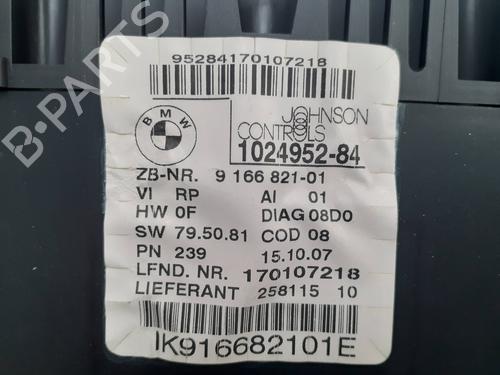 95284170107218
BMW
JOHNSON
CONTROLS
1024952-84
ZB-NR. 9 166 821-01
VI RP AI 01
HW 0F DIAG 08D0
SW 79.50.81 COD 08
PN 239 15.10.07
LFND. NR. 170107218
LIEFERANT 258115 10
IK916682101E
B-PARTS